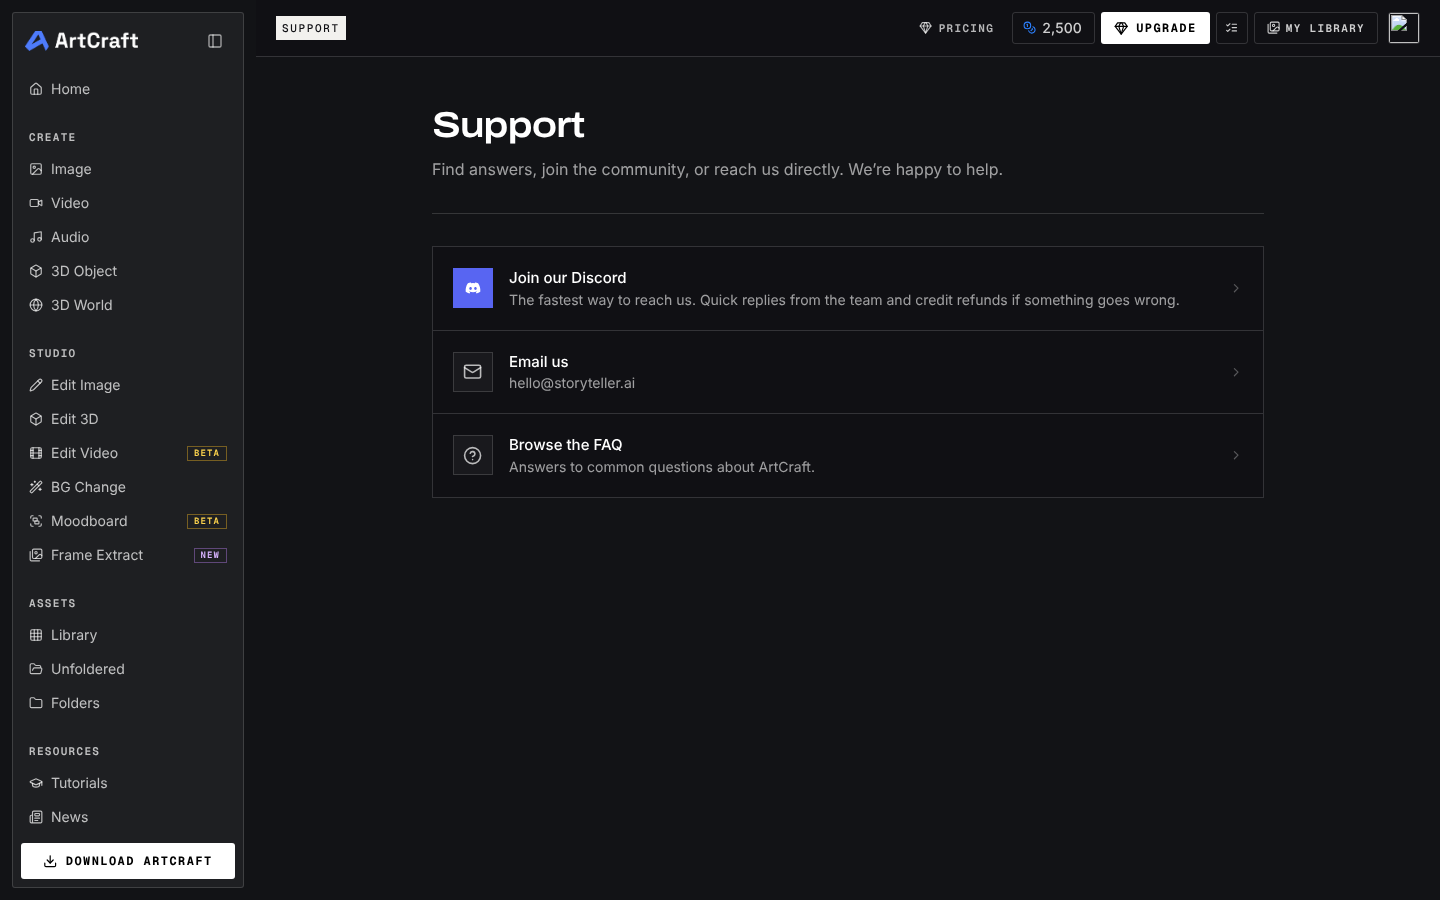 ArtCraft
Home
CREATE
Image
Video
Audio
3D Object
3D World
STUDIO
Edit Image
Edit 3D
Edit Video BETA
BG Change
Moodboard BETA
Frame Extract NEW
ASSETS
Library
Unfoldered
Folders
RESOURCES
Tutorials
News
DOWNLOAD ARTCRAFT
SUPPORT
PRICING
2,500
UPGRADE
MY LIBRARY
Support
Find answers, join the community, or reach us directly. We’re happy to help.
Join our Discord
The fastest way to reach us. Quick replies from the team and credit refunds if something goes wrong.
Email us
hello@storyteller.ai
Browse the FAQ
Answers to common questions about ArtCraft.